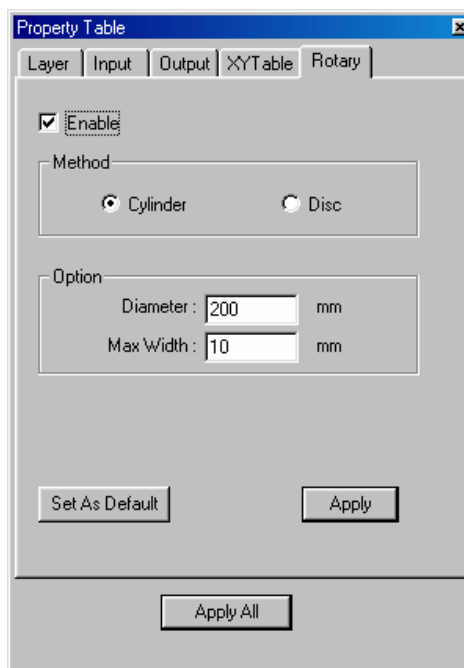 Property Table
Layer Input Output XYTable Rotary
Enable
Method
Cylinder Disc
Option
Diameter : 200 mm
Max Width : 10 mm
Set As Default Apply
Apply All